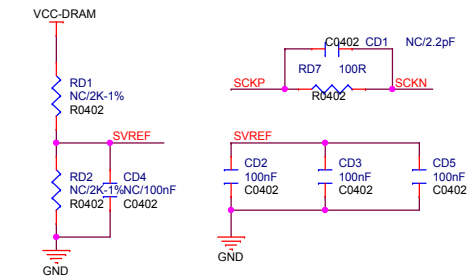 VCC-DRAM
RD1
NC/2K-1%
R0402
SVREF
RD2
NC/2K-1%
R0402
CD4
NC/100nF
C0402
GND
C0402
CD1
NC/2.2pF
RD7
100R
SCKP
SCKN
R0402
SVREF
CD2
100nF
C0402
CD3
100nF
C0402
CD5
100nF
C0402
GND